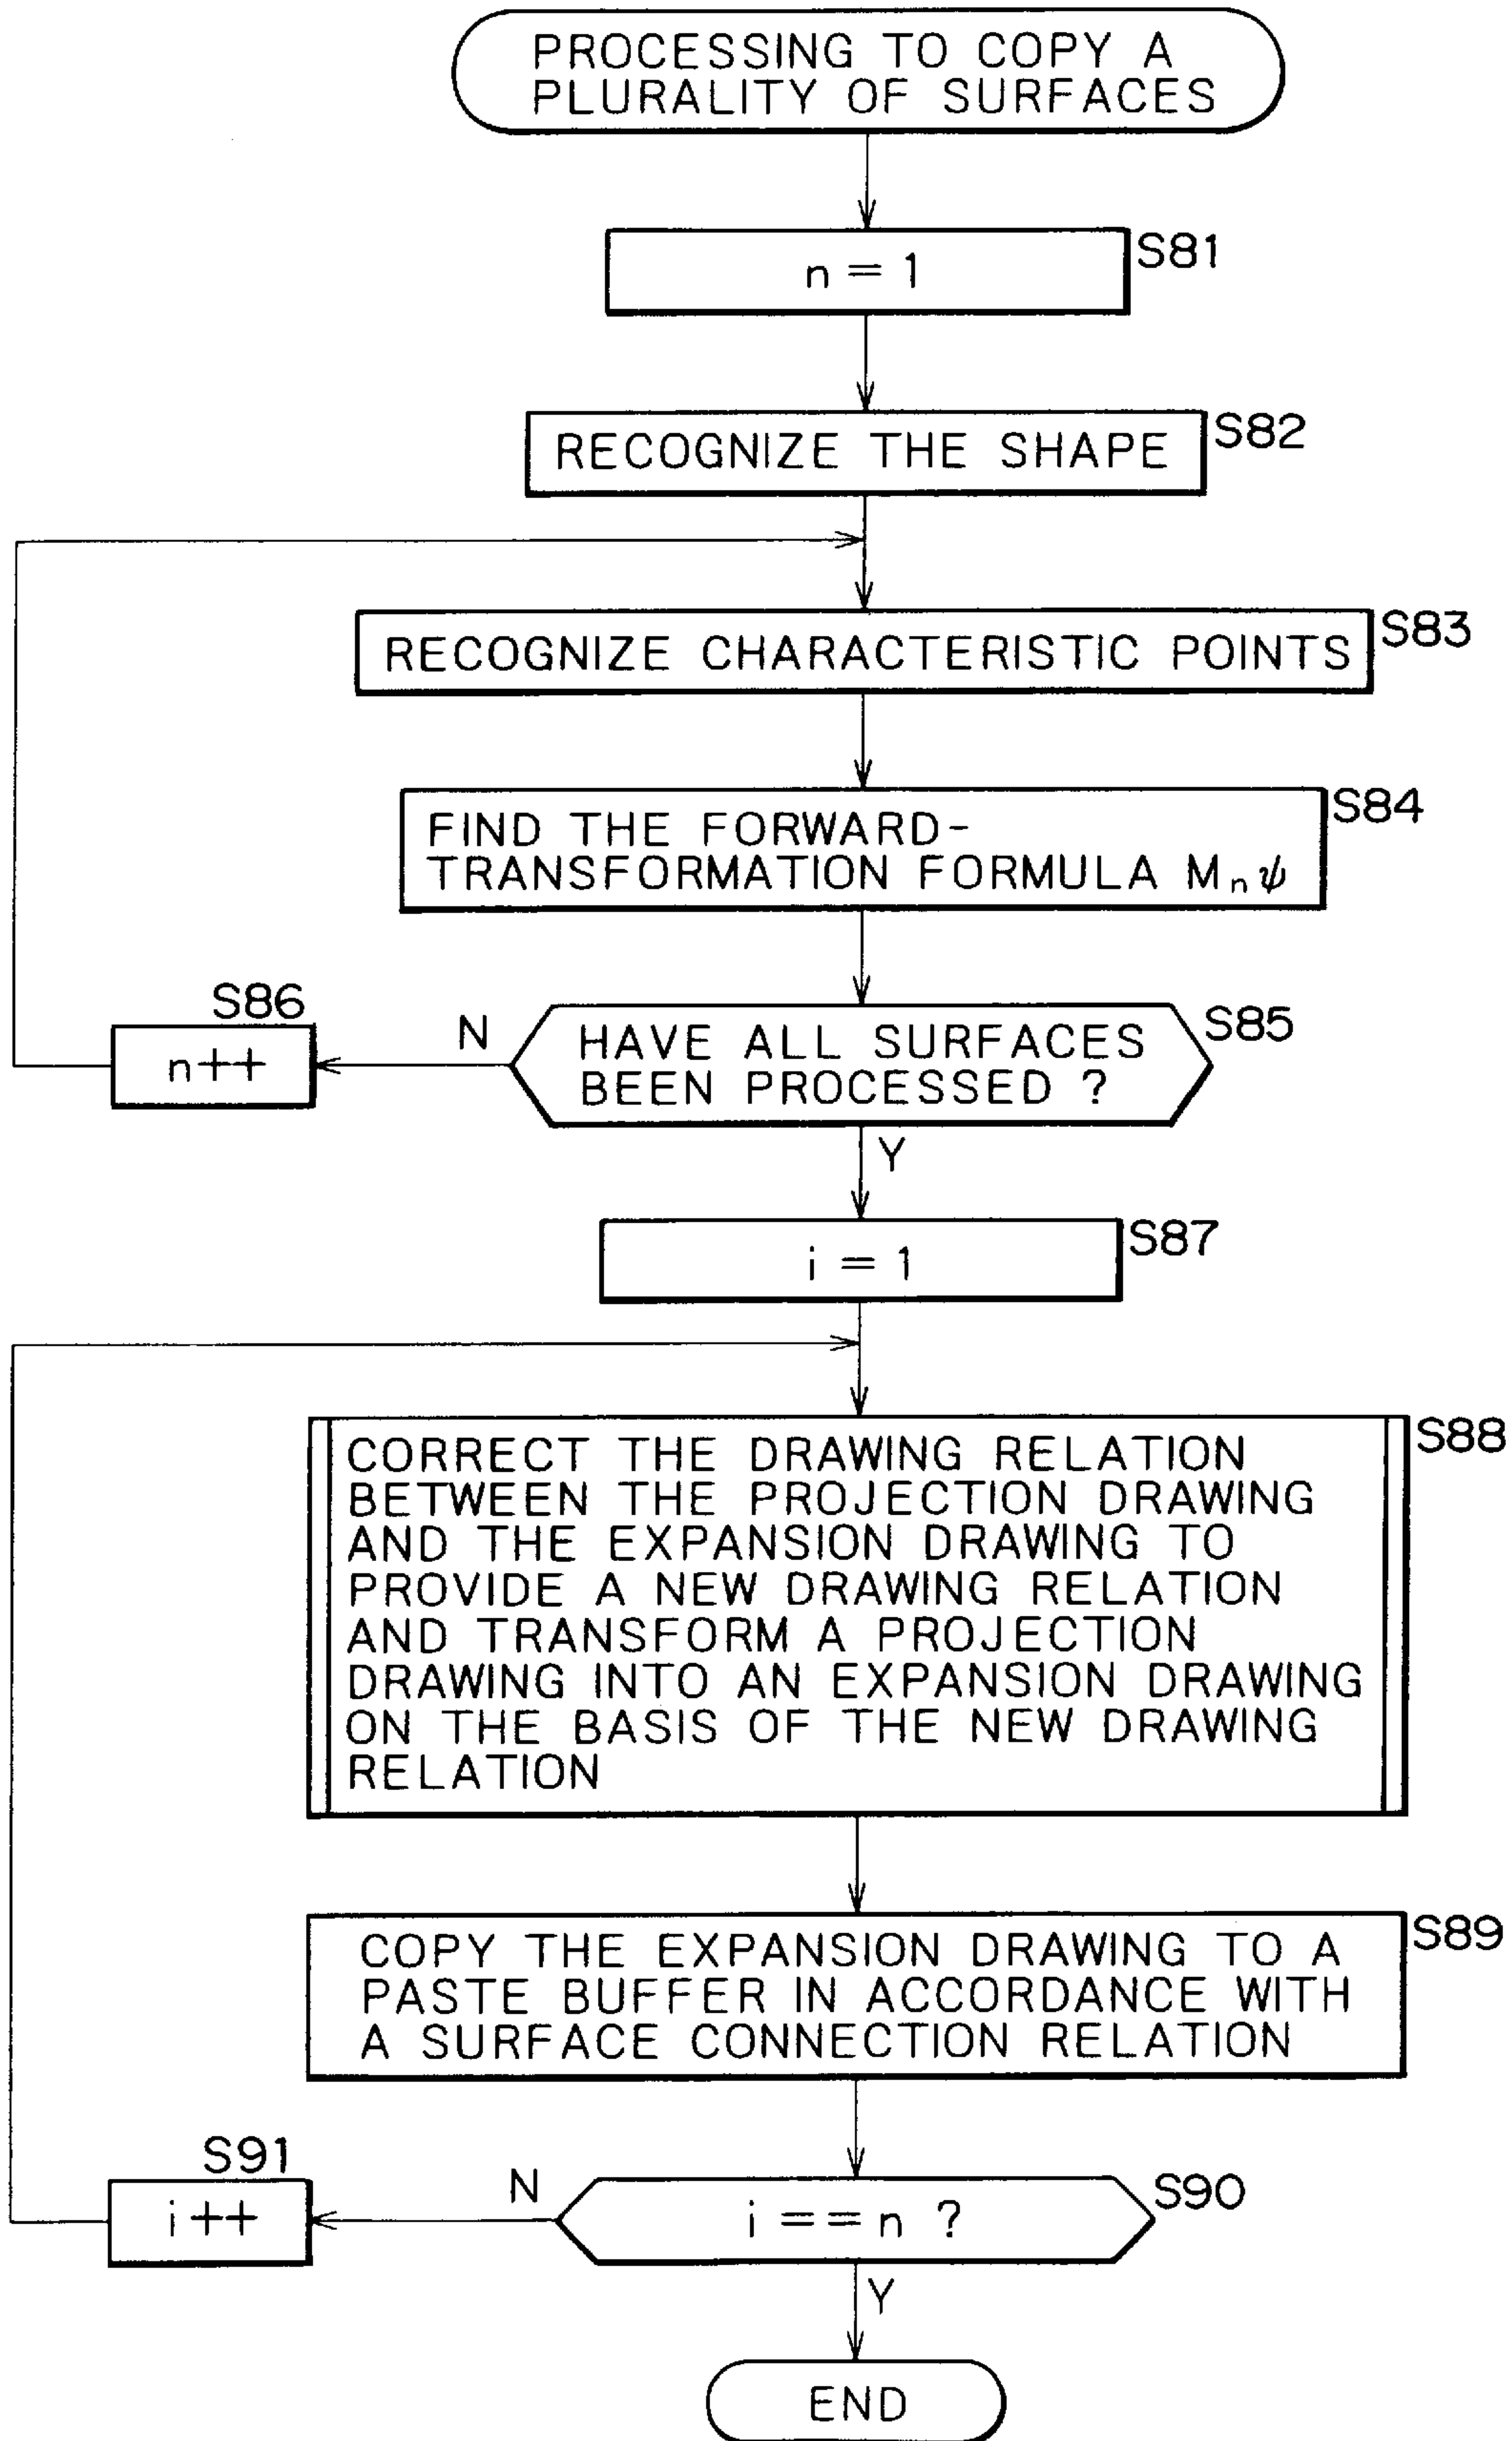 PROCESSING TO COPY A
PLURALITY OF SURFACES
S81
n = 1
S82
RECOGNIZE THE SHAPE
S83
RECOGNIZE CHARACTERISTIC POINTS
S84
FIND THE FORWARD-
TRANSFORMATION FORMULA Mₙψ
S85
HAVE ALL SURFACES
BEEN PROCESSED ?
N
S86
n++
Y
S87
i = 1
S88
CORRECT THE DRAWING RELATION
BETWEEN THE PROJECTION DRAWING
AND THE EXPANSION DRAWING TO
PROVIDE A NEW DRAWING RELATION
AND TRANSFORM A PROJECTION
DRAWING INTO AN EXPANSION DRAWING
ON THE BASIS OF THE NEW DRAWING
RELATION
S89
COPY THE EXPANSION DRAWING TO A
PASTE BUFFER IN ACCORDANCE WITH
A SURFACE CONNECTION RELATION
S90
i == n ?
N
S91
i++
Y
END